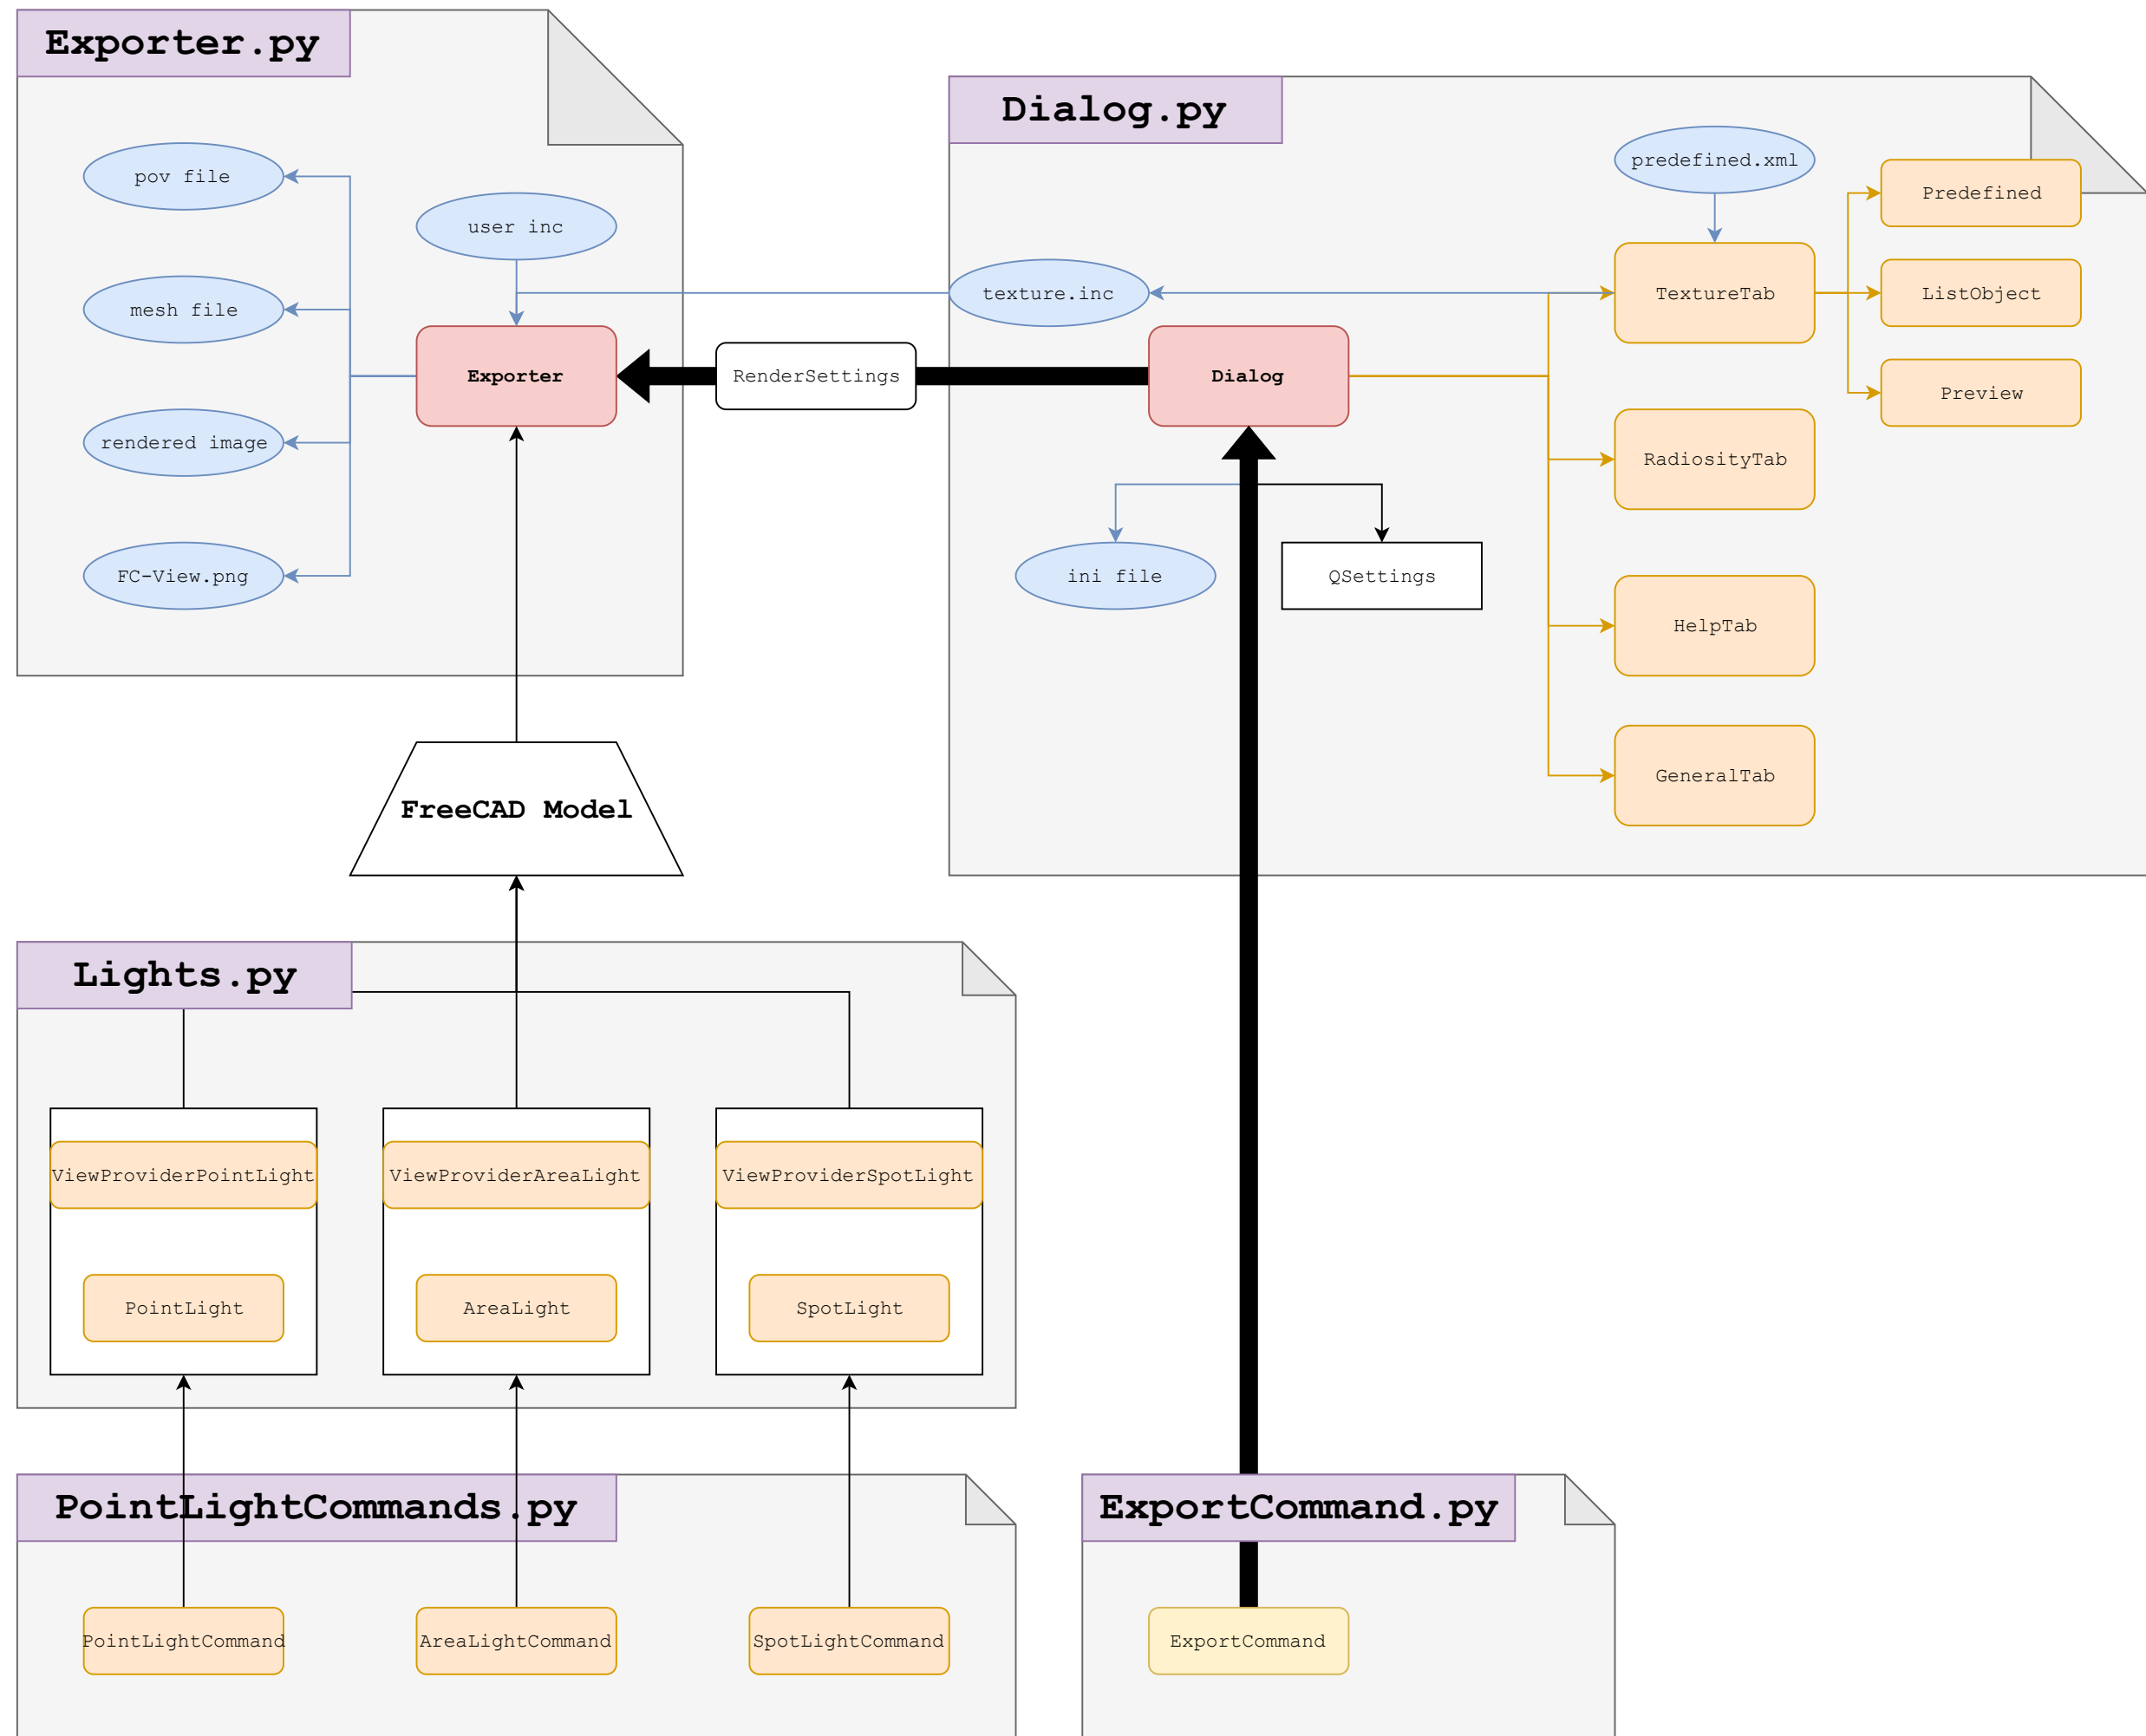 Exporter.py
pov file
mesh file
rendered image
FC-View.png
user inc
Exporter
RenderSettings
Dialog.py
texture.inc
Dialog
ini file
QSettings
predefined.xml
TextureTab
RadiosityTab
HelpTab
GeneralTab
Predefined
ListObject
Preview
FreeCAD Model
Lights.py
ViewProviderPointLight
PointLight
ViewProviderAreaLight
AreaLight
ViewProviderSpotLight
SpotLight
PointLightCommands.py
PointLightCommand
AreaLightCommand
SpotLightCommand
ExportCommand.py
ExportCommand